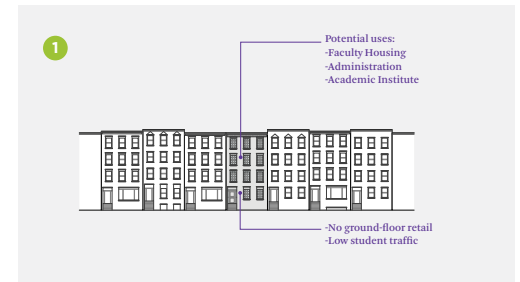 1
Potential uses:
-Faculty Housing
-Administration
-Academic Institute
-No ground-floor retail
-Low student traffic